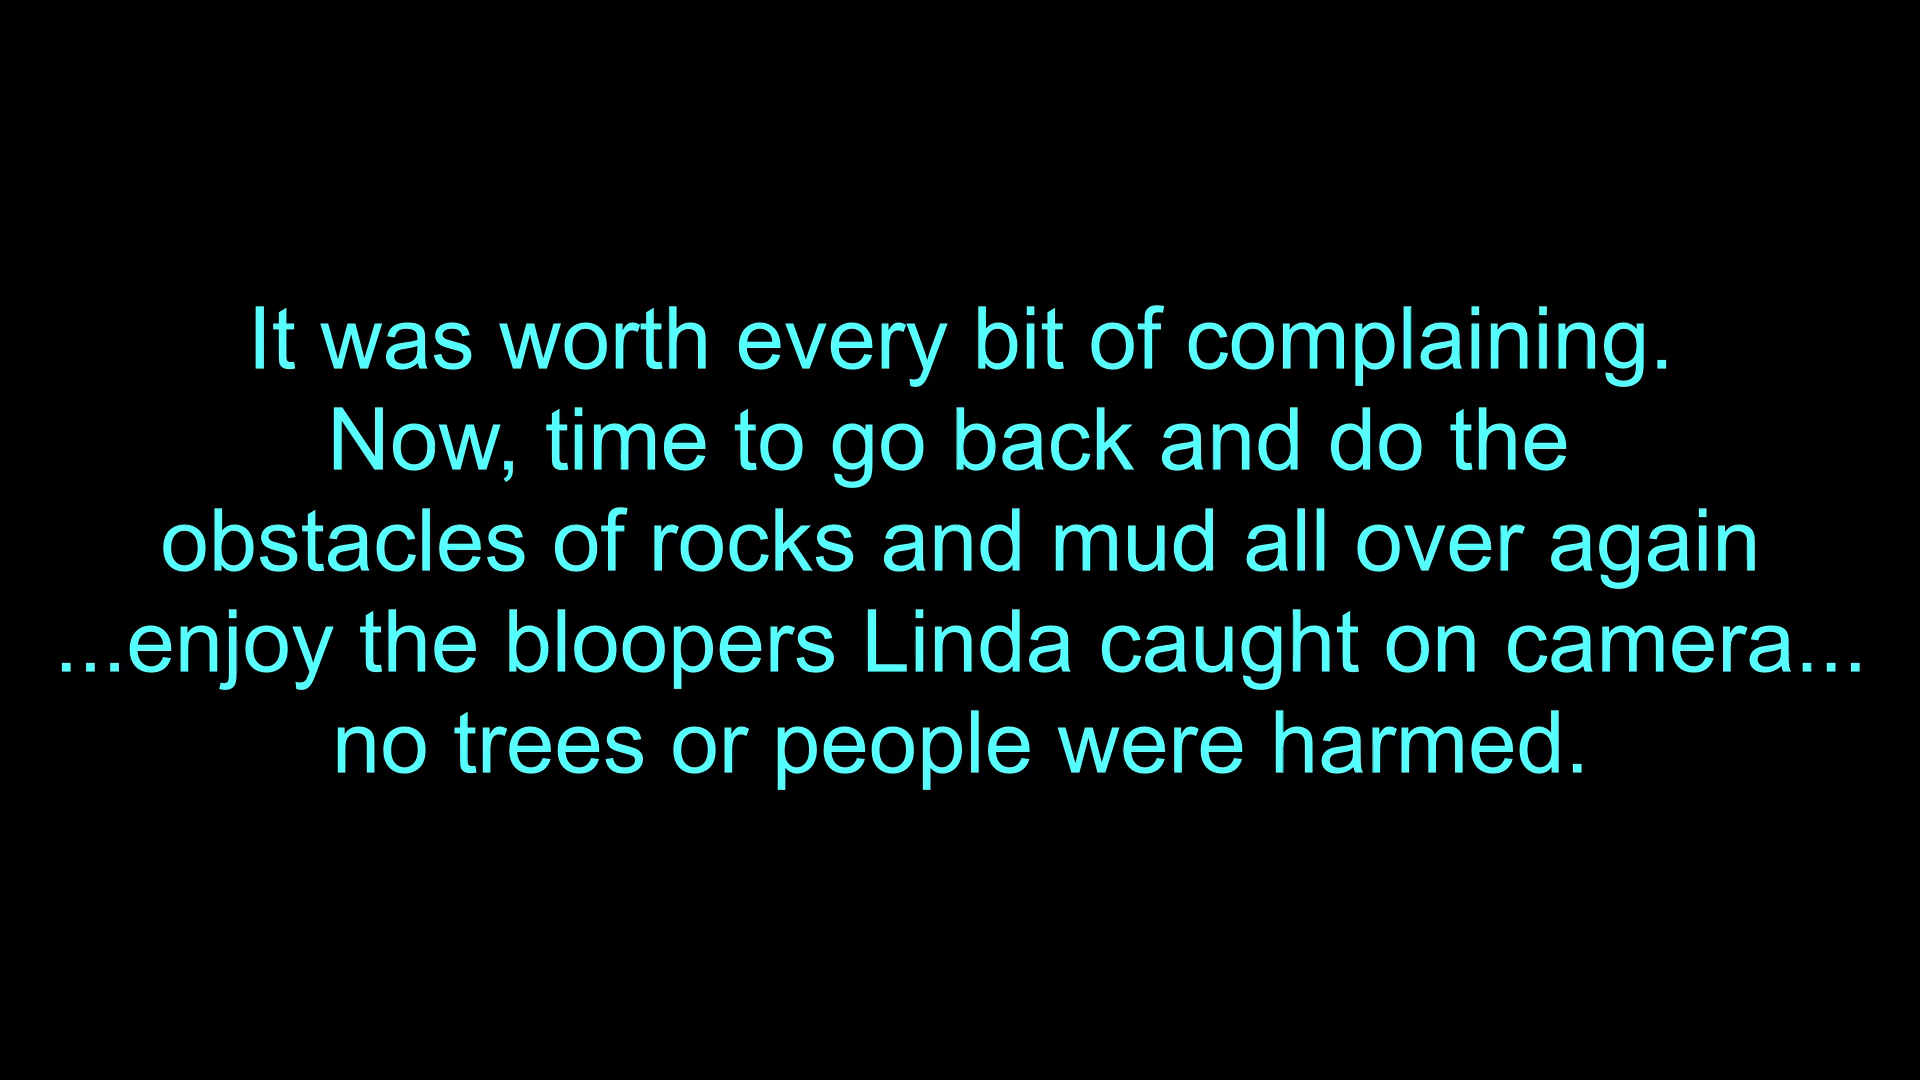 It was worth every bit of complaining.
Now, time to go back and do the
obstacles of rocks and mud all over again
...enjoy the bloopers Linda caught on camera...
no trees or people were harmed.